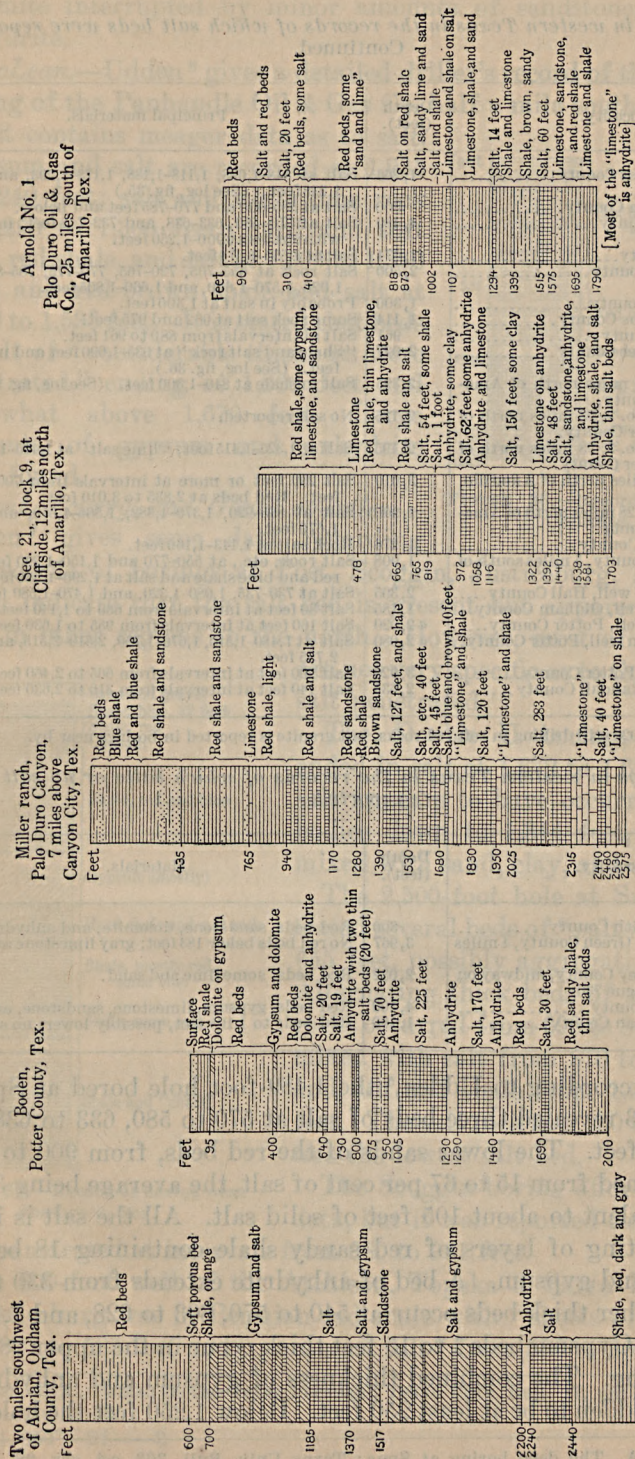 Two miles southwest
of Adrian, Oldham
County, Tex.
Feet
600
700
1185
1370
1517
2200
2240
2440
Red beds
Soft porous bed
Shale, orange
Gypsum and salt
Salt
Salt and gypsum
Sandstone
Salt and gypsum
Anhydrite
Salt
Shale, red, dark and gray
Boden,
Potter County, Tex.
Feet
95
400
640
730
800
875
950
1005
1230
1290
1460
1690
2010
Surface
Red shale
Dolomite on gypsum
Red beds
Gypsum and dolomite
Red beds
Dolomite and anhydrite
Salt, 20 feet
Salt, 19 feet
Anhydrite with two thin
salt beds (20 feet)
Salt, 70 feet
Anhydrite
Salt, 225 feet
Anhydrite
Salt, 170 feet
Anhydrite
Red beds
Salt, 30 feet
Red sandy shale,
thin salt beds
Miller ranch,
Palo Duro Canyon,
7 miles above
Canyon City, Tex.
Feet
435
765
940
1170
1280
1390
1530
1680
1830
1950
2025
2315
2440
2480
2530
2575
Red beds
Blue shale
Red and blue shale
Red shale and sandstone
Red shale and sandstone
Limestone
Red shale, light
Red shale and salt
Red sandstone
Red shale
Brown sandstone
Salt, 127 feet, and shale
Salt, etc., 40 feet
Salt, 45 feet
Salt, blue and brown, 10 feet
"Limestone" and shale
Salt, 120 feet
"Limestone" and shale
Salt, 283 feet
"Limestone"
Salt, 40 feet
"Limestone" on shale
Sec. 21, block 9, at
Cliffside, 12 miles north
of Amarillo, Tex.
Feet
478
665
765
819
972
1058
1116
1322
1392
1440
1538
1581
1703
Red shale, some gypsum,
limestone, and sandstone
Limestone
Red shale, thin limestone,
and anhydrite
Red shale and salt
Salt, 54 feet, some shale
Salt, 1 foot
Anhydrite, some clay
Salt, 62 feet, some anhydrite
Anhydrite and limestone
Salt, 150 feet, some clay
Limestone on anhydrite
Salt, 48 feet
Salt, sandstone, anhydrite,
and limestone
Anhydrite, shale, and salt
Shale, thin salt beds
Arnold No. 1
Palo Duro Oil & Gas
Co., 25 miles south of
Amarillo, Tex.
Feet
90
310
410
818
873
1002
1107
1294
1395
1515
1575
1695
1790
Red beds
Salt and red beds
Salt, 20 feet
Red beds, some salt
Red beds, some
"sand and lime"
Salt on red shale
Salt, sandy lime and sand
Salt and shale
Limestone and shale on salt
Limestone, shale, and sand
Salt, 14 feet
Shale and limestone
Shale, brown, sandy
Salt, 60 feet
Limestone, sandstone,
and red shale
Limestone and shale
[Most of the "limestone"
is anhydrite]